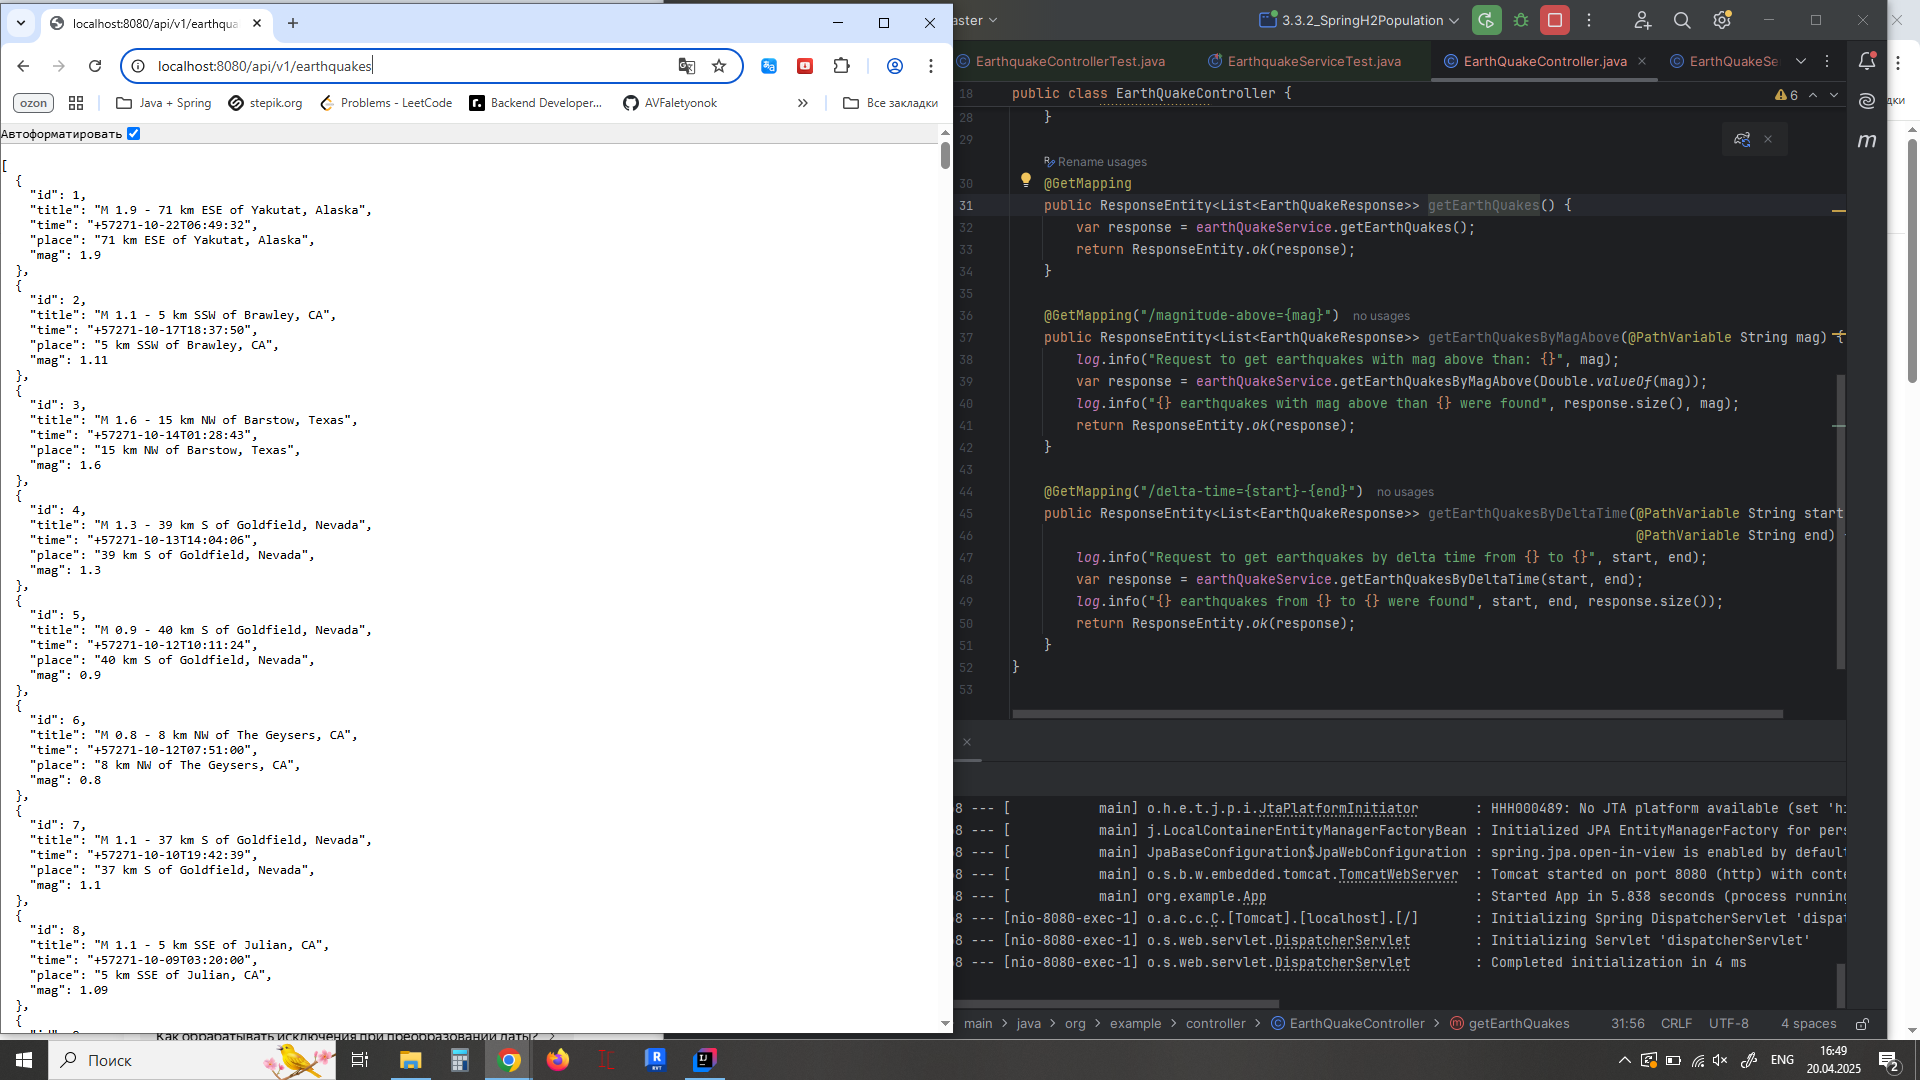 localhost:8080/api/v1/earthqua
localhost:8080/api/v1/earthquakes
ozon
Java + Spring
stepik.org
Problems - LeetCode
Backend Developer...
AVFaletyonok
»
Все закладки
Автоформатировать
[
{
"id": 1,
"title": "M 1.9 - 71 km ESE of Yakutat, Alaska",
"time": "+57271-10-22T06:49:32",
"place": "71 km ESE of Yakutat, Alaska",
"mag": 1.9
},
{
"id": 2,
"title": "M 1.1 - 5 km SSW of Brawley, CA",
"time": "+57271-10-17T18:37:50",
"place": "5 km SSW of Brawley, CA",
"mag": 1.11
},
{
"id": 3,
"title": "M 1.6 - 15 km NW of Barstow, Texas",
"time": "+57271-10-14T01:28:43",
"place": "15 km NW of Barstow, Texas",
"mag": 1.6
},
{
"id": 4,
"title": "M 1.3 - 39 km S of Goldfield, Nevada",
"time": "+57271-10-13T14:04:06",
"place": "39 km S of Goldfield, Nevada",
"mag": 1.3
},
{
"id": 5,
"title": "M 0.9 - 40 km S of Goldfield, Nevada",
"time": "+57271-10-12T10:11:24",
"place": "40 km S of Goldfield, Nevada",
"mag": 0.9
},
{
"id": 6,
"title": "M 0.8 - 8 km NW of The Geysers, CA",
"time": "+57271-10-12T07:51:00",
"place": "8 km NW of The Geysers, CA",
"mag": 0.8
},
{
"id": 7,
"title": "M 1.1 - 37 km S of Goldfield, Nevada",
"time": "+57271-10-10T19:42:39",
"place": "37 km S of Goldfield, Nevada",
"mag": 1.1
},
{
"id": 8,
"title": "M 1.1 - 5 km SSE of Julian, CA",
"time": "+57271-10-09T03:20:00",
"place": "5 km SSE of Julian, CA",
"mag": 1.09
},
{
Как обрабатывать исключения при преобразовании даты?
aster
3.3.2_SpringH2Population
EarthquakeControllerTest.java
EarthquakeServiceTest.java
EarthQuakeController.java
EarthQuakeSe
18 public class EarthQuakeController {
6
28 }
29
Rename usages
30 @GetMapping
31 public ResponseEntity<List<EarthQuakeResponse>> getEarthQuakes() {
32 var response = earthQuakeService.getEarthQuakes();
33 return ResponseEntity.ok(response);
34 }
35
36 @GetMapping("/magnitude-above={mag}") no usages
37 public ResponseEntity<List<EarthQuakeResponse>> getEarthQuakesByMagAbove(@PathVariable String mag) {
38 log.info("Request to get earthquakes with mag above than: {}", mag);
39 var response = earthQuakeService.getEarthQuakesByMagAbove(Double.valueOf(mag));
40 log.info("{} earthquakes with mag above than {} were found", response.size(), mag);
41 return ResponseEntity.ok(response);
42 }
43
44 @GetMapping("/delta-time={start}-{end}") no usages
45 public ResponseEntity<List<EarthQuakeResponse>> getEarthQuakesByDeltaTime(@PathVariable String start
46 @PathVariable String end)
47 log.info("Request to get earthquakes by delta time from {} to {}", start, end);
48 var response = earthQuakeService.getEarthQuakesByDeltaTime(start, end);
49 log.info("{} earthquakes from {} to {} were found", start, end, response.size());
50 return ResponseEntity.ok(response);
51 }
52 }
53
8 --- [ main] o.h.e.t.j.p.i.JtaPlatformInitiator : HHH000489: No JTA platform available (set 'hi
8 --- [ main] j.LocalContainerEntityManagerFactoryBean : Initialized JPA EntityManagerFactory for pers
8 --- [ main] JpaBaseConfiguration$JpaWebConfiguration : spring.jpa.open-in-view is enabled by default
8 --- [ main] o.s.b.w.embedded.tomcat.TomcatWebServer : Tomcat started on port 8080 (http) with conte
8 --- [ main] org.example.App : Started App in 5.838 seconds (process running
8 --- [nio-8080-exec-1] o.a.c.c.C.[Tomcat].[localhost].[/] : Initializing Spring DispatcherServlet 'dispat
8 --- [nio-8080-exec-1] o.s.web.servlet.DispatcherServlet : Initializing Servlet 'dispatcherServlet'
8 --- [nio-8080-exec-1] o.s.web.servlet.DispatcherServlet : Completed initialization in 4 ms
main > java > org > example > controller > EarthQuakeController > getEarthQuakes
31:56 CRLF UTF-8 4 spaces
дки
Поиск
ENG
16:49
20.04.2025
2